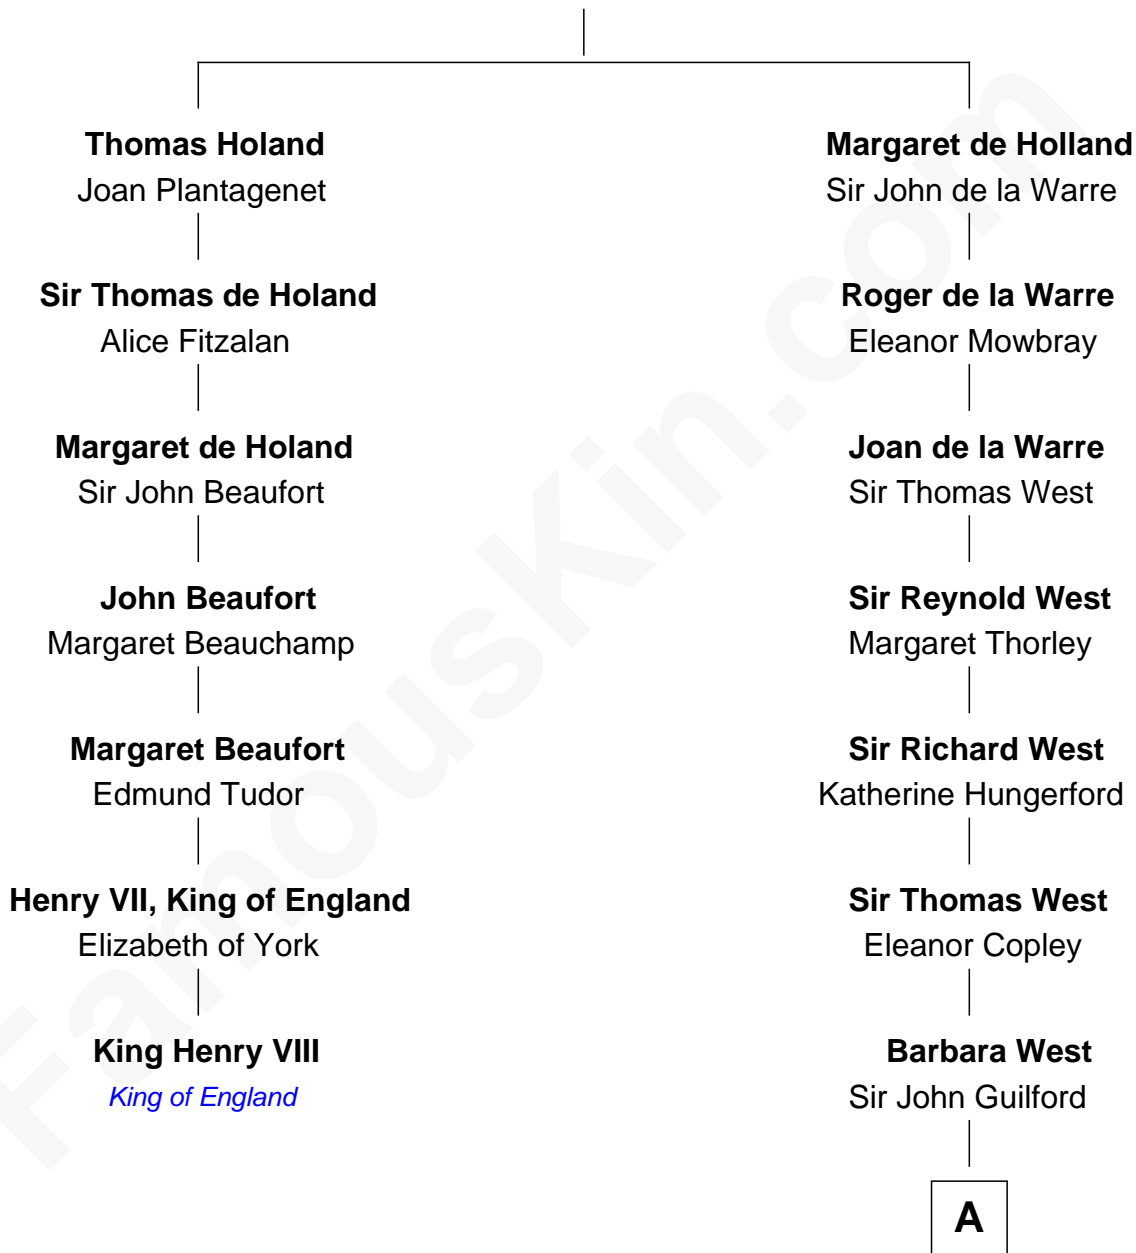 Thomas Holand
Joan Plantagenet
Sir Thomas de Holand
Alice Fitzalan
Margaret de Holand
Sir John Beaufort
John Beaufort
Margaret Beauchamp
Margaret Beaufort
Edmund Tudor
Henry VII, King of England
Elizabeth of York
King Henry VIII
King of England
Margaret de Holland
Sir John de la Warre
Roger de la Warre
Eleanor Mowbray
Joan de la Warre
Sir Thomas West
Sir Reynold West
Margaret Thorley
Sir Richard West
Katherine Hungerford
Sir Thomas West
Eleanor Copley
Barbara West
Sir John Guilford
A
FamousKin.com